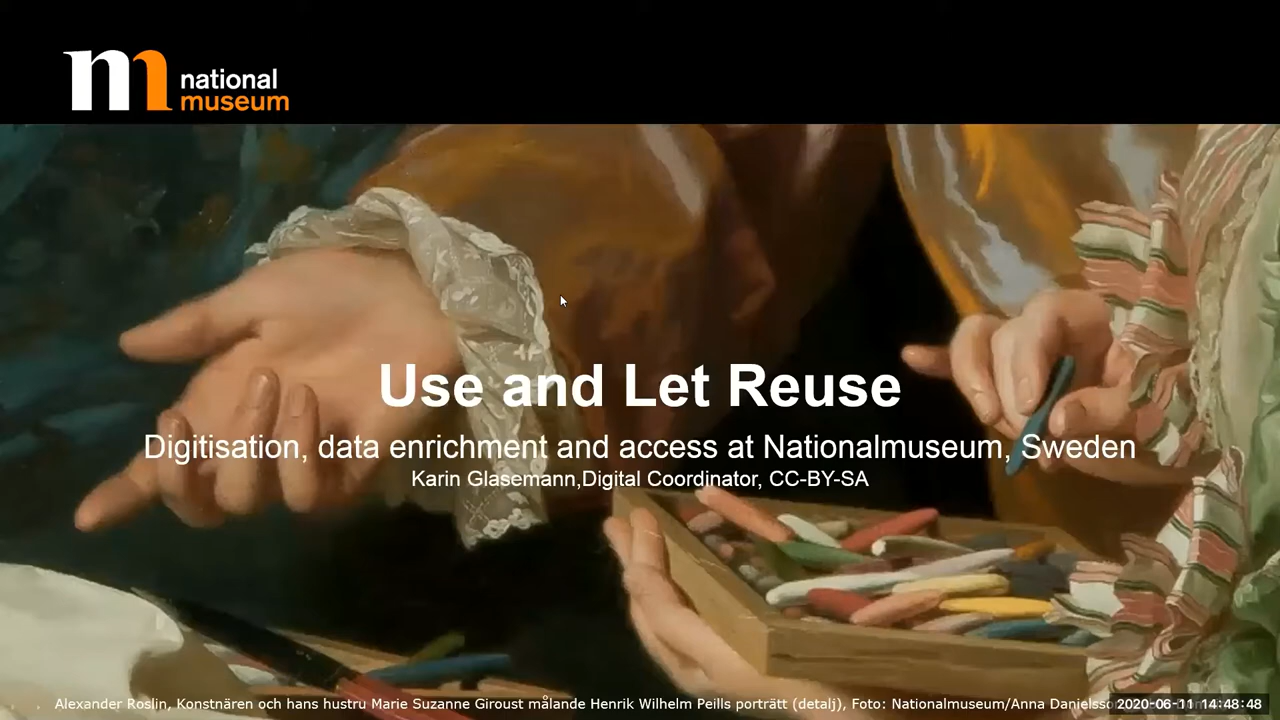 m national
museum
Use and Let Reuse
Digitisation, data enrichment and access at Nationalmuseum, Sweden
Karin Glasemann,Digital Coordinator, CC-BY-SA
Alexander Roslin, Konstnären och hans hustru Marie Suzanne Giroust målande Henrik Wilhelm Peills porträtt (detalj), Foto: Nationalmuseum/Anna
2020-06-11 14:48:48